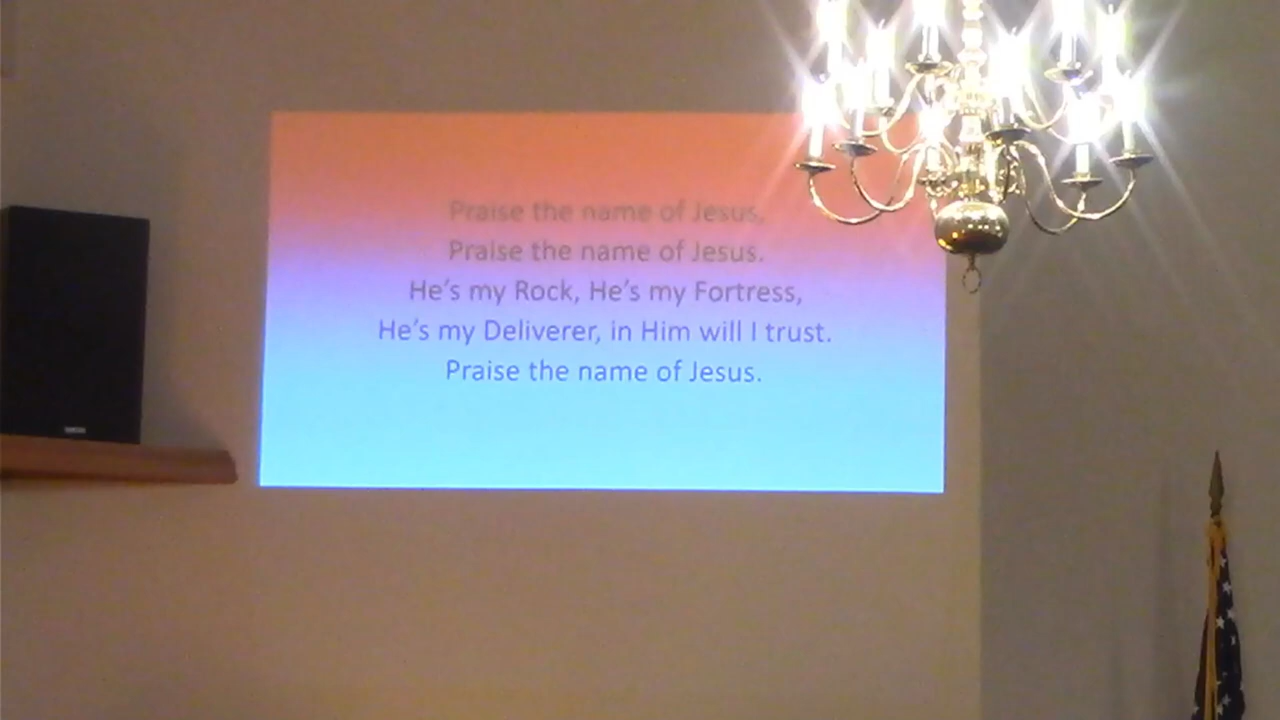 Praise the name of Jesus,
Praise the name of Jesus.
He's my Rock, He's my Fortress,
He's my Deliverer, in Him will I trust.
Praise the name of Jesus.